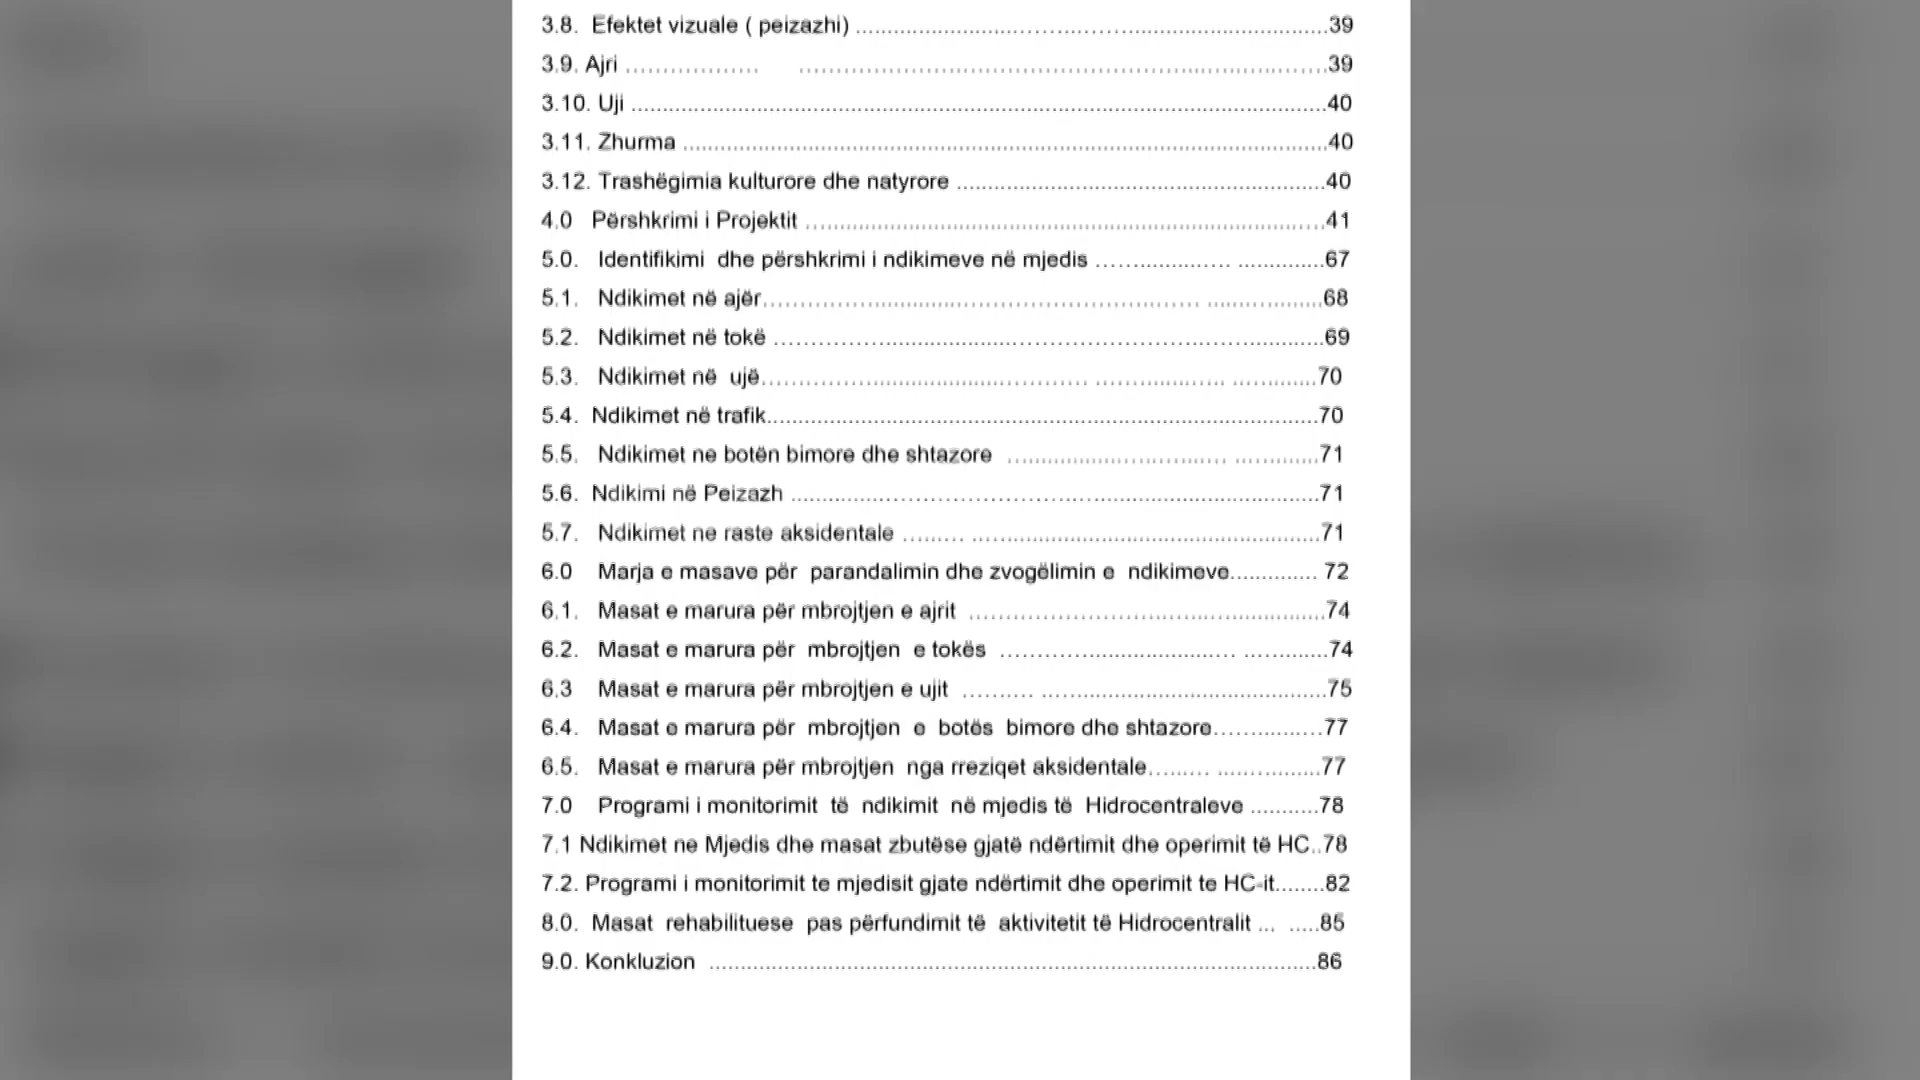 3.8. Efektet vizuale ( peizazhi) ........................................................................39
3.9. Ajri .................. ........................................................................39
3.10. Uji ........................................................................40
3.11. Zhurma ........................................................................40
3.12. Trashëgimia kulturore dhe natyrore ...........................................................40
4.0 Përshkrimi i Projektit ........................................................................41
5.0. Identifikimi dhe përshkrimi i ndikimeve në mjedis ...................... ..............67
5.1. Ndikimet në ajër.................................................................. ..................68
5.2. Ndikimet në tokë ........................................................................69
5.3. Ndikimet në ujë.................................................... ..................... .............70
5.4. Ndikimet në trafik........................................................................70
5.5. Ndikimet ne botën bimore dhe shtazore ................................... .............71
5.6. Ndikimi në Peizazh ........................................................................71
5.7. Ndikimet ne raste aksidentale ......... .......................................................71
6.0 Marja e masave për parandalimin dhe zvogëlimin e ndikimeve.............. 72
6.1. Masat e marura për mbrojtjen e ajrit .........................................................74
6.2. Masat e marura për mbrojtjen e tokës ...................................... .............74
6.3 Masat e marura për mbrojtjen e ujit .......... ..............................................75
6.4. Masat e marura për mbrojtjen e botës bimore dhe shtazore..................77
6.5. Masat e marura për mbrojtjen nga rreziqet aksidentale......... ................77
7.0 Programi i monitorimit të ndikimit në mjedis të Hidrocentraleve ...........78
7.1 Ndikimet ne Mjedis dhe masat zbutëse gjatë ndërtimit dhe operimit të HC..78
7.2. Programi i monitorimit te mjedisit gjate ndërtimit dhe operimit te HC-it........82
8.0. Masat rehabilituese pas përfundimit të aktivitetit të Hidrocentralit ... .....85
9.0. Konkluzion ........................................................................86